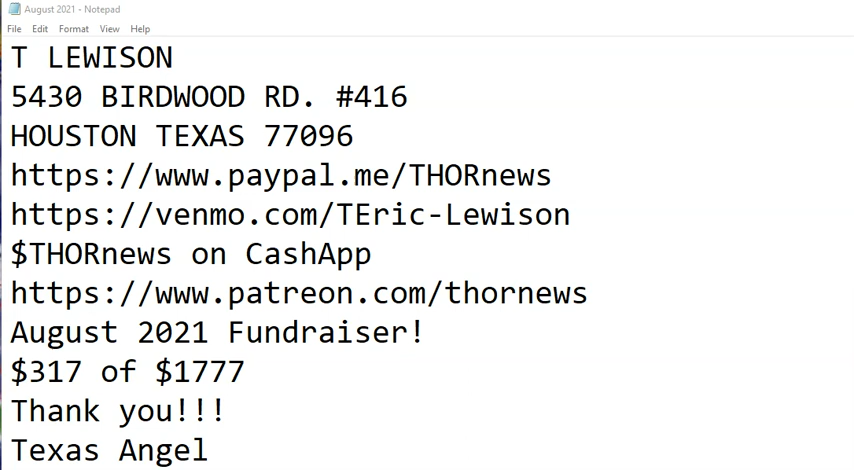 August 2021 - Notepad
File Edit Format View Help
T LEWISON
5430 BIRDWOOD RD. #416
HOUSTON TEXAS 77096
https://www.paypal.me/THORnews
https://venmo.com/TEric-Lewison
$THORnews on CashApp
https://www.patreon.com/thornews
August 2021 Fundraiser!
$317 of $1777
Thank you!!!
Texas Angel